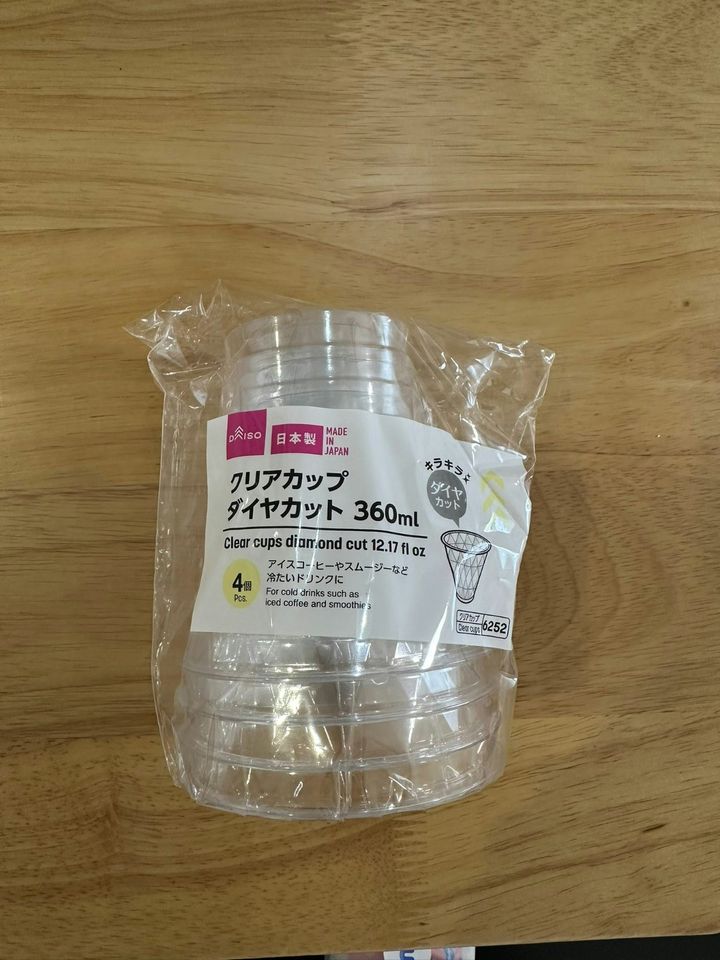 DAISO
日本製
MADE
IN
JAPAN
クリアカップ
ダイヤカット 360ml
Clear cups diamond cut 12.17 fl oz
4個
Pcs.
アイスコーヒーやスムージーなど
冷たいドリンクに
For cold drinks such as
iced coffee and smoothies
キラキラ
ダイヤ
カット
クリアカップ
Clear cups
6252